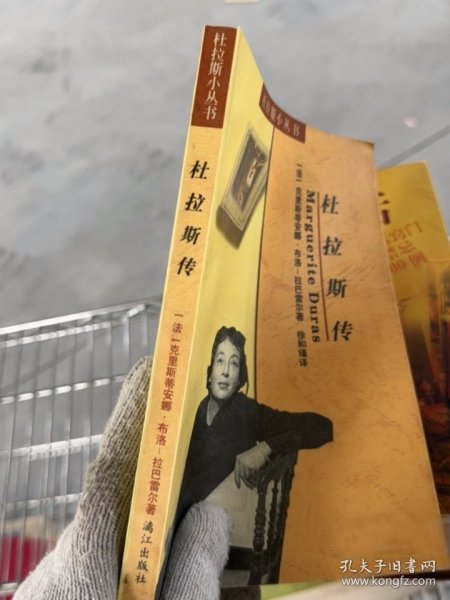 杜拉斯小丛书
杜拉斯传
[法]克里斯蒂安娜·布洛-拉巴雷尔著
漓江出版社
杜拉斯小丛书
杜拉斯传
Marguerite Duras
[法]克里斯蒂安娜·布洛-拉巴雷尔著 徐和瑾译
孔夫子旧书网
www.kongfz.com